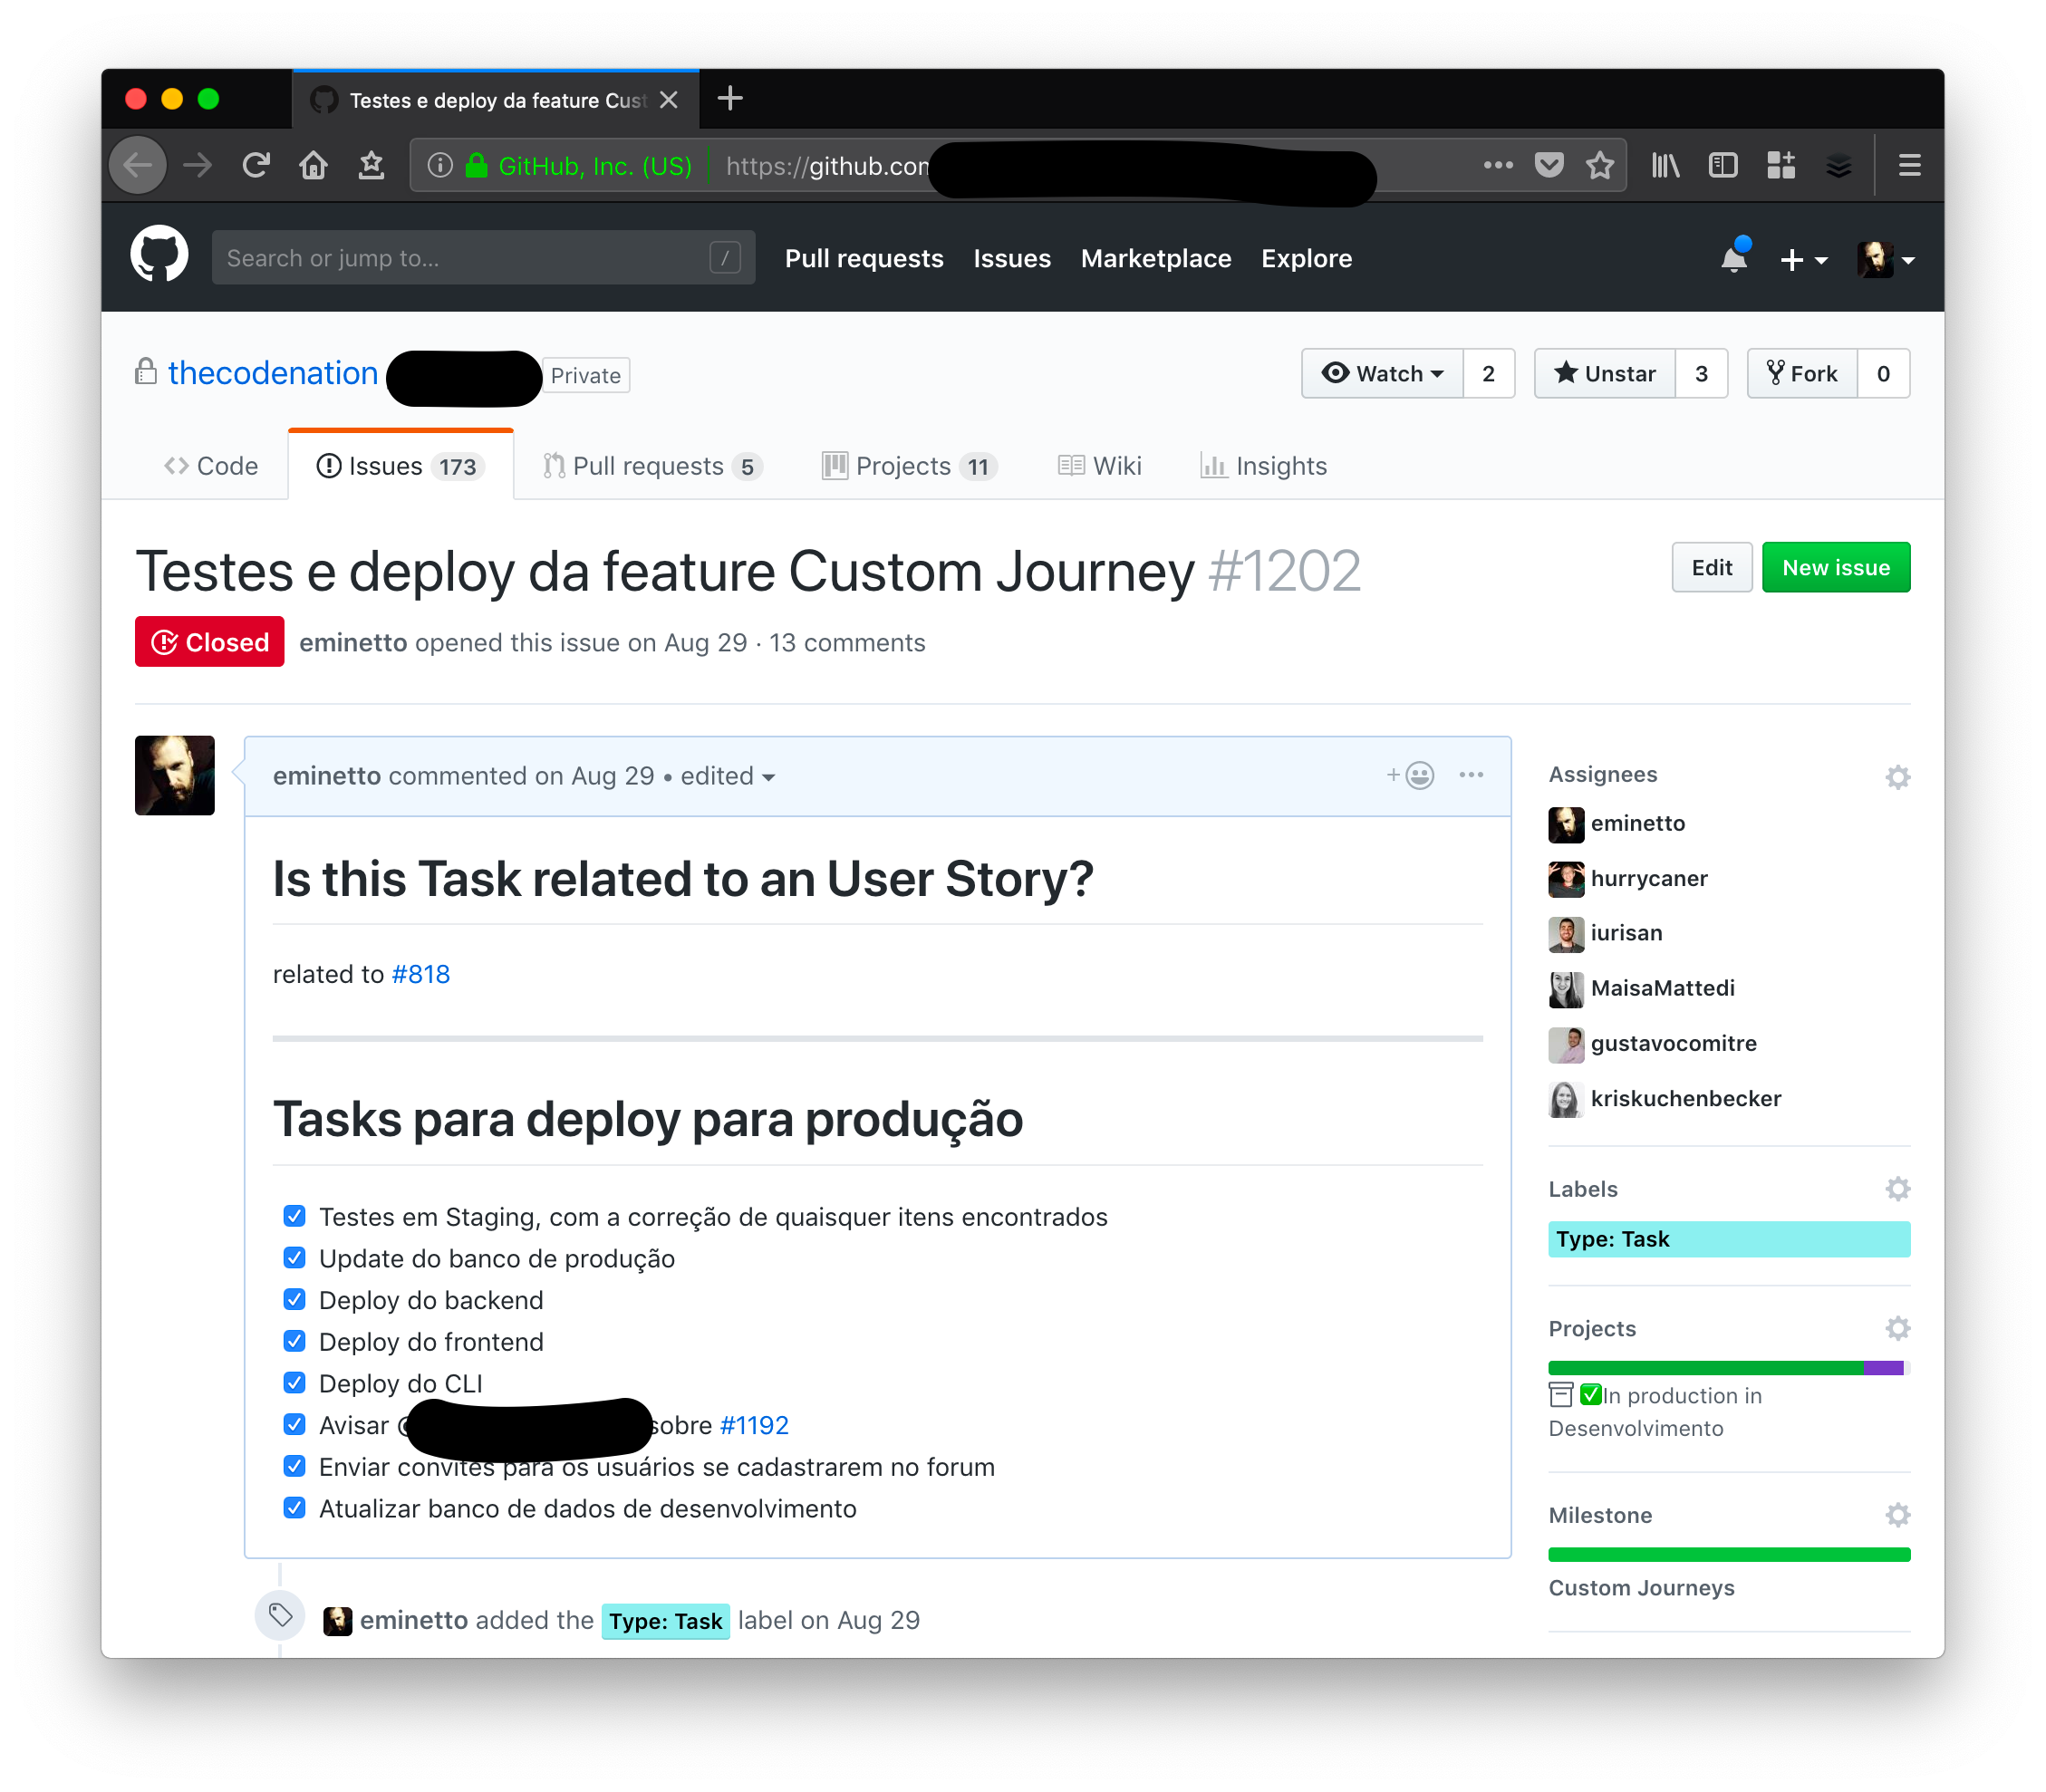 Testes e deploy da feature Cust
GitHub, Inc. (US) https://github.com
Search or jump to... / Pull requests Issues Marketplace Explore
thecodenation Private Watch 2 Unstar 3 Fork 0
Code Issues 173 Pull requests 5 Projects 11 Wiki Insights
Testes e deploy da feature Custom Journey #1202 Edit New issue
Closed eminetto opened this issue on Aug 29 · 13 comments
eminetto commented on Aug 29 • edited
Is this Task related to an User Story?
related to #818
Tasks para deploy para produção
Testes em Staging, com a correção de quaisquer itens encontrados
Update do banco de produção
Deploy do backend
Deploy do frontend
Deploy do CLI
Avisar @ sobre #1192
Enviar convites para os usuários se cadastrarem no forum
Atualizar banco de dados de desenvolvimento
eminetto added the Type: Task label on Aug 29
Assignees
eminetto
hurrycaner
iurisan
MaisaMattedi
gustavocomitre
kriskuchenbecker
Labels
Type: Task
Projects
In production in
Desenvolvimento
Milestone
Custom Journeys